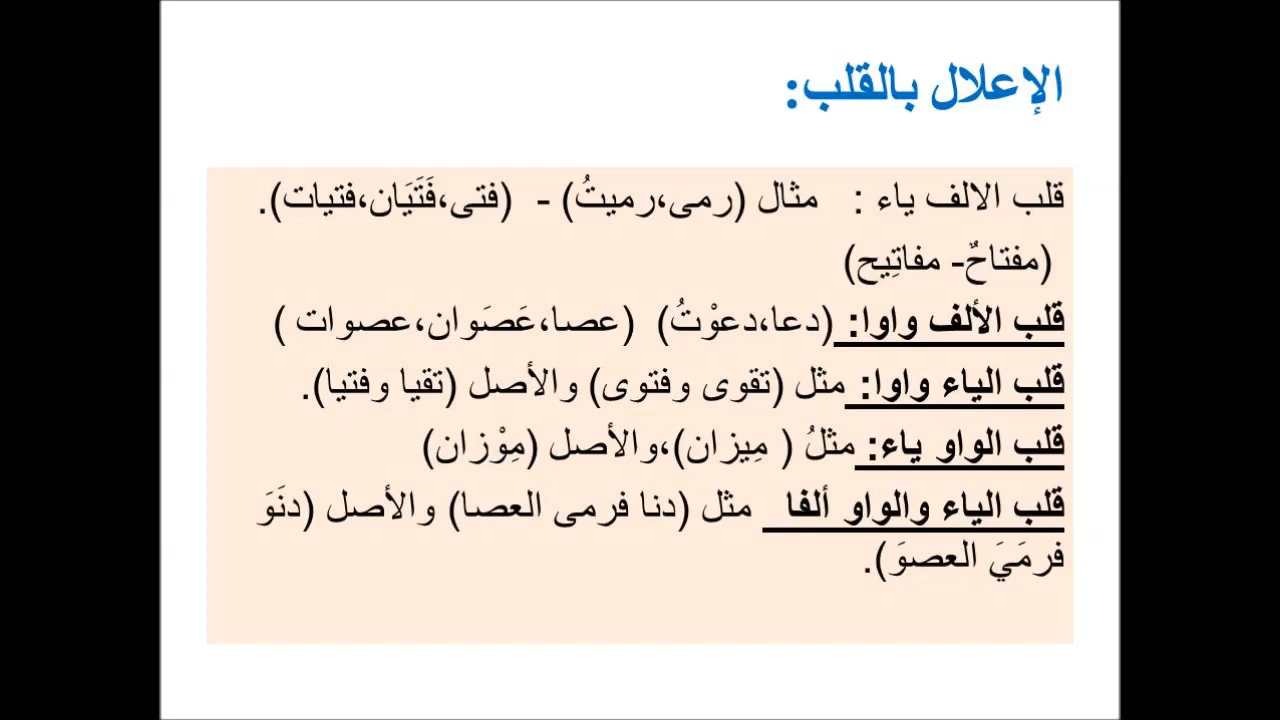 الإعلال بالقلب:
قلب الالف ياء : مثال (رمى،رميتُ) - (فتى،فَتَيَان،فتيات).
(مفتاحٌ- مفاتِيح)
قلب الألف واوا: (دعا،دعوْتُ) (عصا،عَصَوان،عصوات )
قلب الياء واوا: مثل (تقوى وفتوى) والأصل (تقيا وفتيا).
قلب الواو ياء: مثلُ ( مِيزان)،والأصل (مِوْزان)
قلب الياء والواو ألفا مثل (دنا فرمى العصا) والأصل (دنَوَ
فرمَيَ العصوَ).